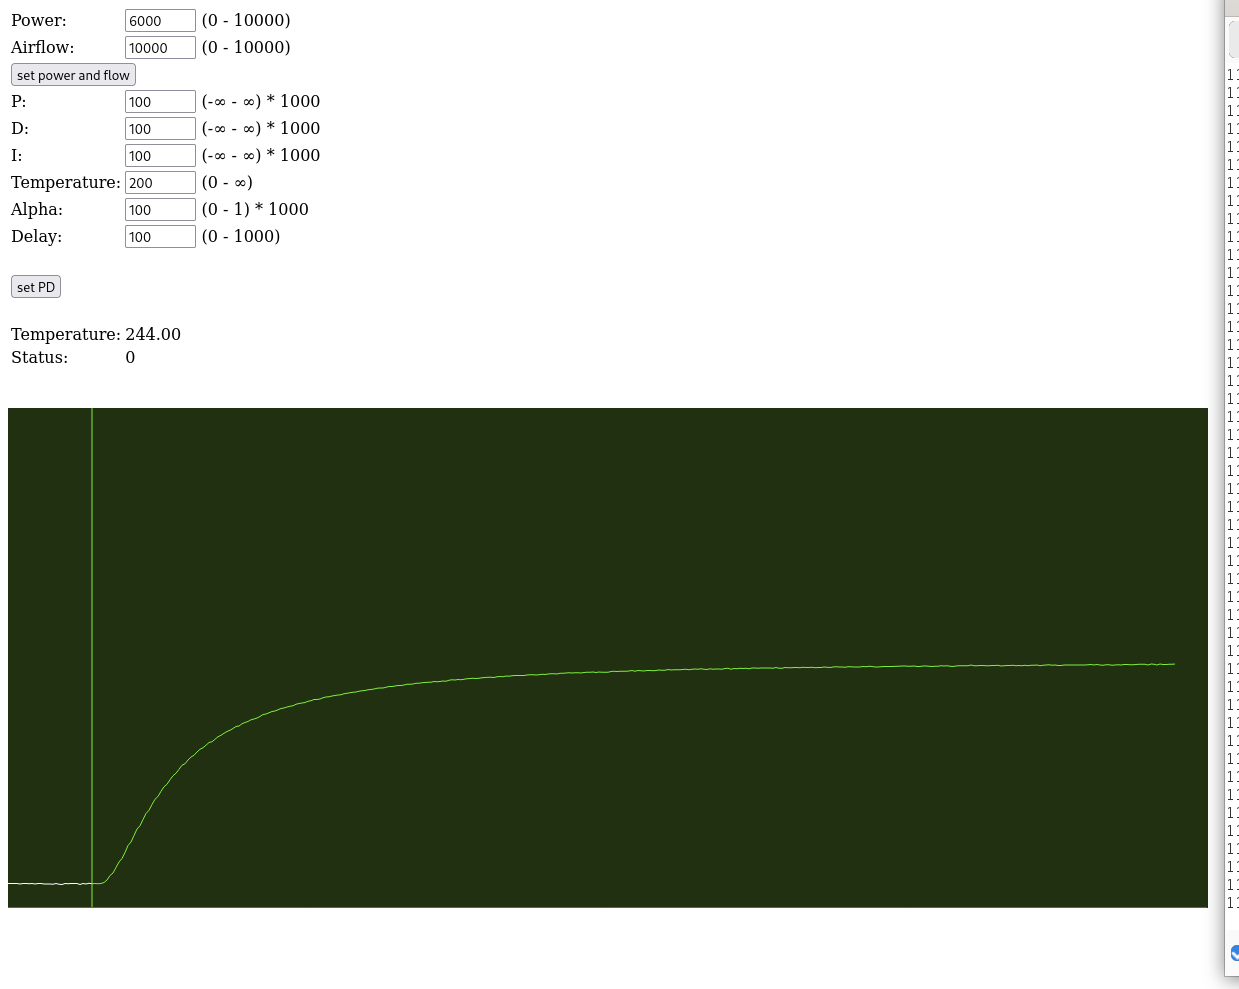 Power: 6000 (0 - 10000)
Airflow: 10000 (0 - 10000)
set power and flow
P: 100 (-∞ - ∞) * 1000
D: 100 (-∞ - ∞) * 1000
I: 100 (-∞ - ∞) * 1000
Temperature: 200 (0 - ∞)
Alpha: 100 (0 - 1) * 1000
Delay: 100 (0 - 1000)
set PD
Temperature: 244.00
Status: 0